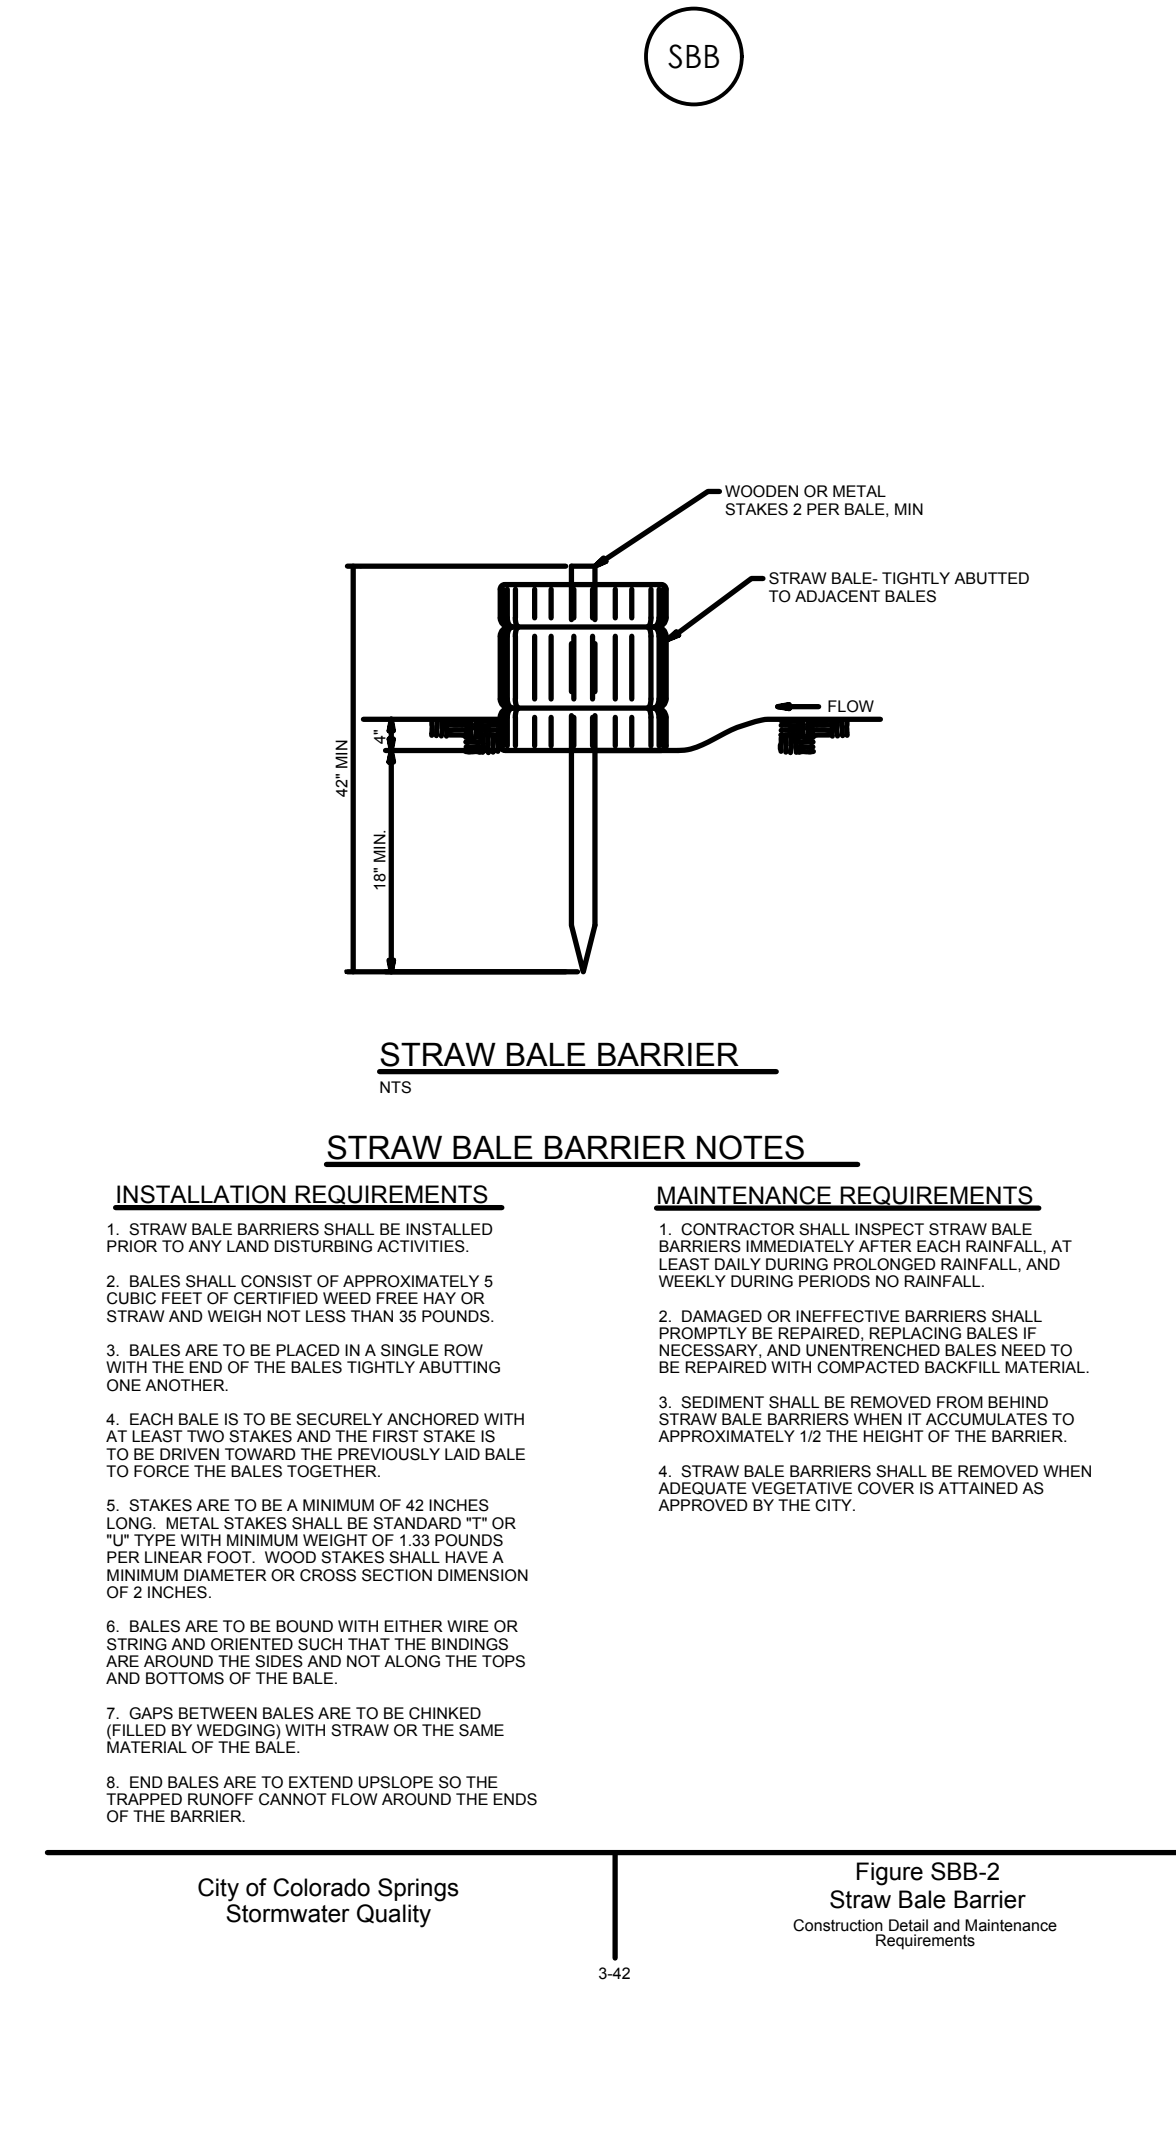 SBB
WOODEN OR METAL
STAKES 2 PER BALE, MIN
STRAW BALE- TIGHTLY ABUTTED
TO ADJACENT BALES
FLOW
4"
42" MIN
18" MIN.
STRAW BALE BARRIER
NTS
STRAW BALE BARRIER NOTES
INSTALLATION REQUIREMENTS
1. STRAW BALE BARRIERS SHALL BE INSTALLED
PRIOR TO ANY LAND DISTURBING ACTIVITIES.
2. BALES SHALL CONSIST OF APPROXIMATELY 5
CUBIC FEET OF CERTIFIED WEED FREE HAY OR
STRAW AND WEIGH NOT LESS THAN 35 POUNDS.
3. BALES ARE TO BE PLACED IN A SINGLE ROW
WITH THE END OF THE BALES TIGHTLY ABUTTING
ONE ANOTHER.
4. EACH BALE IS TO BE SECURELY ANCHORED WITH
AT LEAST TWO STAKES AND THE FIRST STAKE IS
TO BE DRIVEN TOWARD THE PREVIOUSLY LAID BALE
TO FORCE THE BALES TOGETHER.
5. STAKES ARE TO BE A MINIMUM OF 42 INCHES
LONG. METAL STAKES SHALL BE STANDARD "T" OR
"U" TYPE WITH MINIMUM WEIGHT OF 1.33 POUNDS
PER LINEAR FOOT. WOOD STAKES SHALL HAVE A
MINIMUM DIAMETER OR CROSS SECTION DIMENSION
OF 2 INCHES.
6. BALES ARE TO BE BOUND WITH EITHER WIRE OR
STRING AND ORIENTED SUCH THAT THE BINDINGS
ARE AROUND THE SIDES AND NOT ALONG THE TOPS
AND BOTTOMS OF THE BALE.
7. GAPS BETWEEN BALES ARE TO BE CHINKED
(FILLED BY WEDGING) WITH STRAW OR THE SAME
MATERIAL OF THE BALE.
8. END BALES ARE TO EXTEND UPSLOPE SO THE
TRAPPED RUNOFF CANNOT FLOW AROUND THE ENDS
OF THE BARRIER.
MAINTENANCE REQUIREMENTS
1. CONTRACTOR SHALL INSPECT STRAW BALE
BARRIERS IMMEDIATELY AFTER EACH RAINFALL, AT
LEAST DAILY DURING PROLONGED RAINFALL, AND
WEEKLY DURING PERIODS NO RAINFALL.
2. DAMAGED OR INEFFECTIVE BARRIERS SHALL
PROMPTLY BE REPAIRED, REPLACING BALES IF
NECESSARY, AND UNENTRENCHED BALES NEED TO
BE REPAIRED WITH COMPACTED BACKFILL MATERIAL.
3. SEDIMENT SHALL BE REMOVED FROM BEHIND
STRAW BALE BARRIERS WHEN IT ACCUMULATES TO
APPROXIMATELY 1/2 THE HEIGHT OF THE BARRIER.
4. STRAW BALE BARRIERS SHALL BE REMOVED WHEN
ADEQUATE VEGETATIVE COVER IS ATTAINED AS
APPROVED BY THE CITY.
City of Colorado Springs
Stormwater Quality
Figure SBB-2
Straw Bale Barrier
Construction Detail and Maintenance
Requirements
3-42